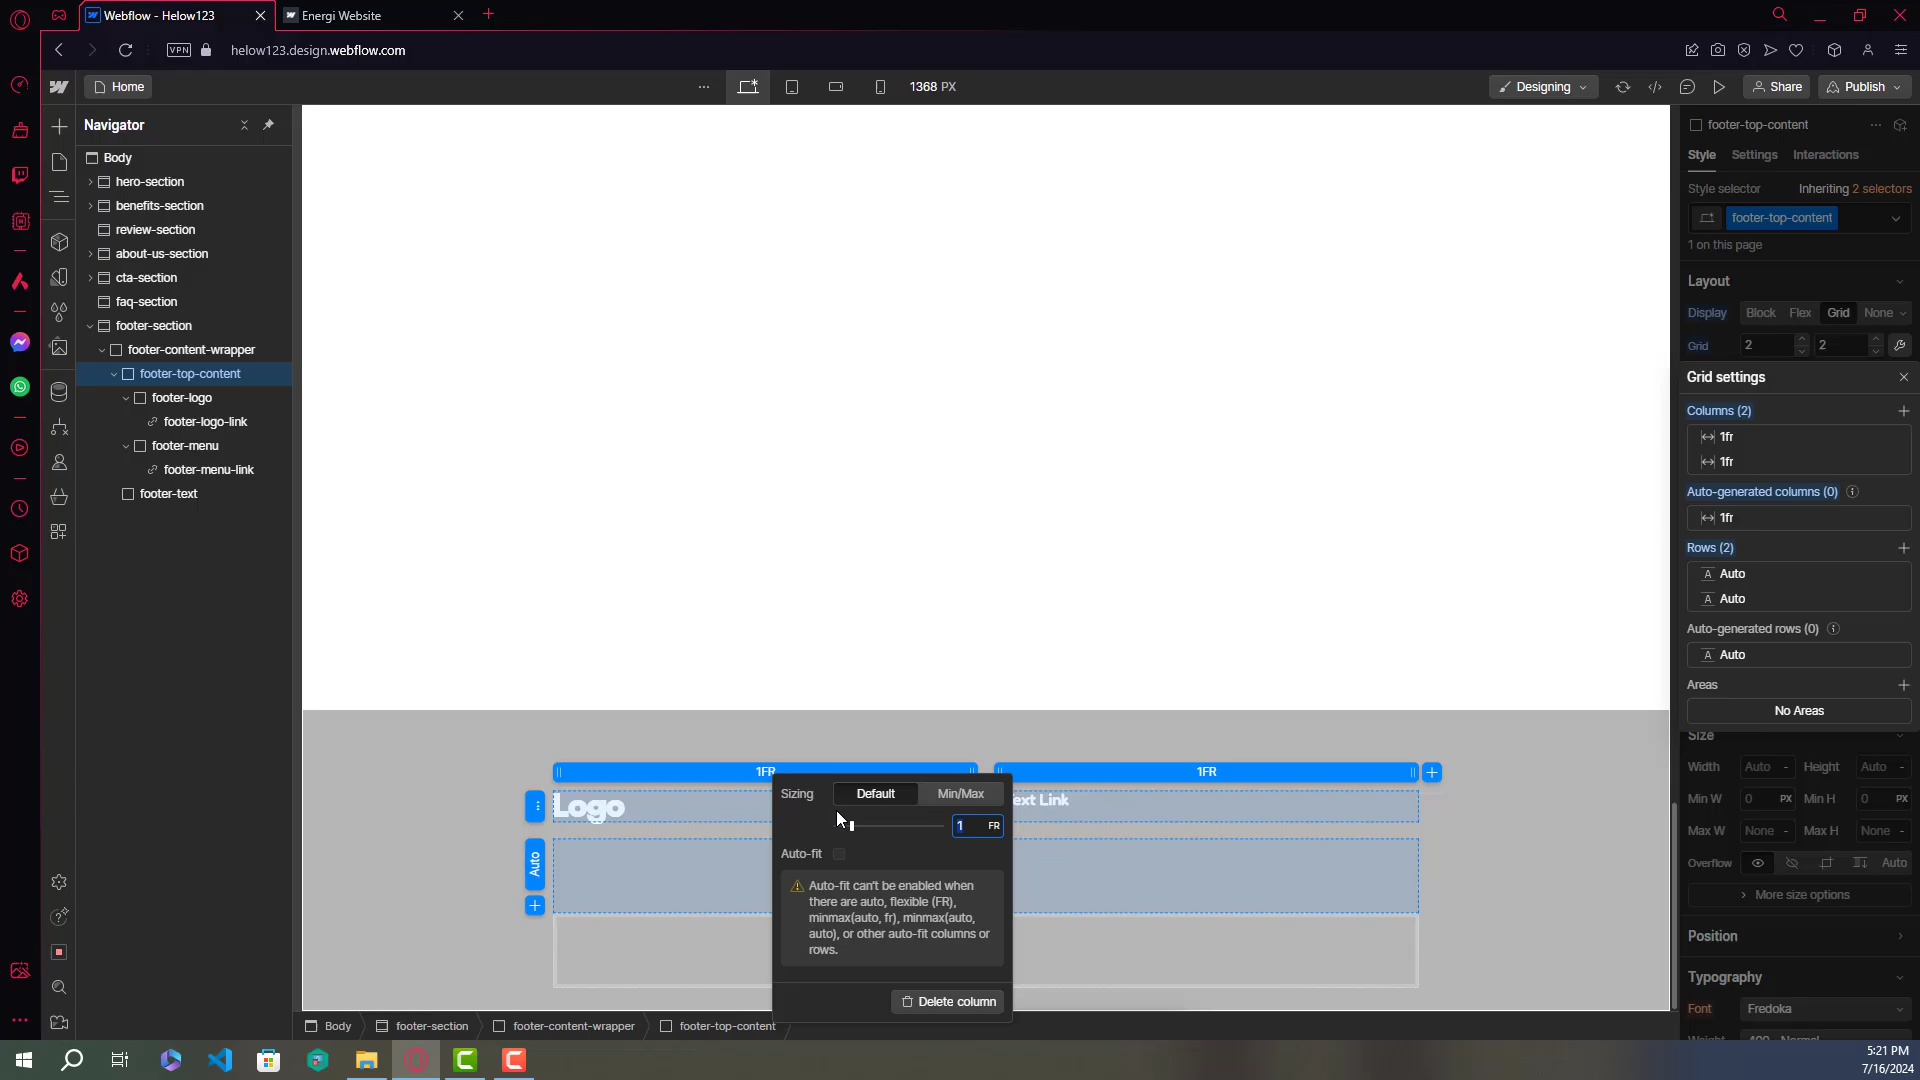 Webflow - Helow123
Energi Website
VPN
helow123.design.webflow.com
Home
1368 PX
Designing
Share
Publish
Navigator
Body
hero-section
benefits-section
review-section
about-us-section
cta-section
faq-section
footer-section
footer-content-wrapper
footer-top-content
footer-logo
footer-logo-link
footer-menu
footer-menu-link
footer-text
footer-top-content
Style
Settings
Interactions
Style selector
Inheriting 2 selectors
footer-top-content
1 on this page
Layout
Display
Block
Flex
Grid
None
Grid
2
2
Grid settings
Columns (2)
1fr
1fr
Auto-generated columns (0)
1fr
Rows (2)
Auto
Auto
Auto-generated rows (0)
Auto
Areas
No Areas
Size
Width
Auto -
Height
Auto -
Min W
0 PX
Min H
0 PX
Max W
None -
Max H
None -
Overflow
Auto
More size options
Position
Typography
Font
Fredoka
1FR
1FR
Logo
ext Link
Auto
Sizing
Default
Min/Max
1 FR
Auto-fit
Auto-fit can't be enabled when
there are auto, flexible (FR),
minmax(auto, fr), minmax(auto,
auto), or other auto-fit columns or
rows.
Delete column
Body
footer-section
footer-content-wrapper
footer-top-content
5:21 PM
7/16/2024